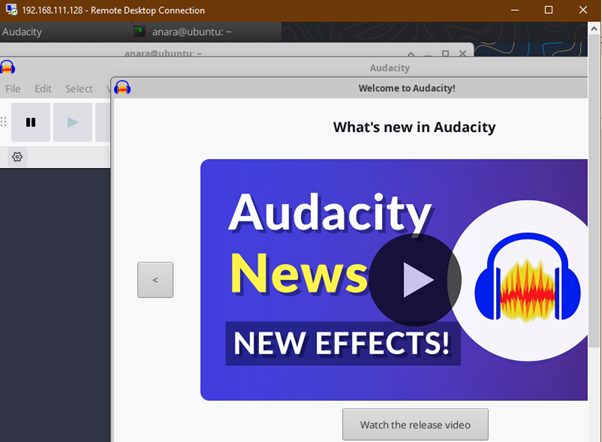 192.168.111.128 - Remote Desktop Connection
Audacity
anara@ubuntu: ~
anara@ubuntu: ~
Audacity
File Edit Select
Welcome to Audacity!
What's new in Audacity
Audacity
News
NEW EFFECTS!
<
Watch the release video